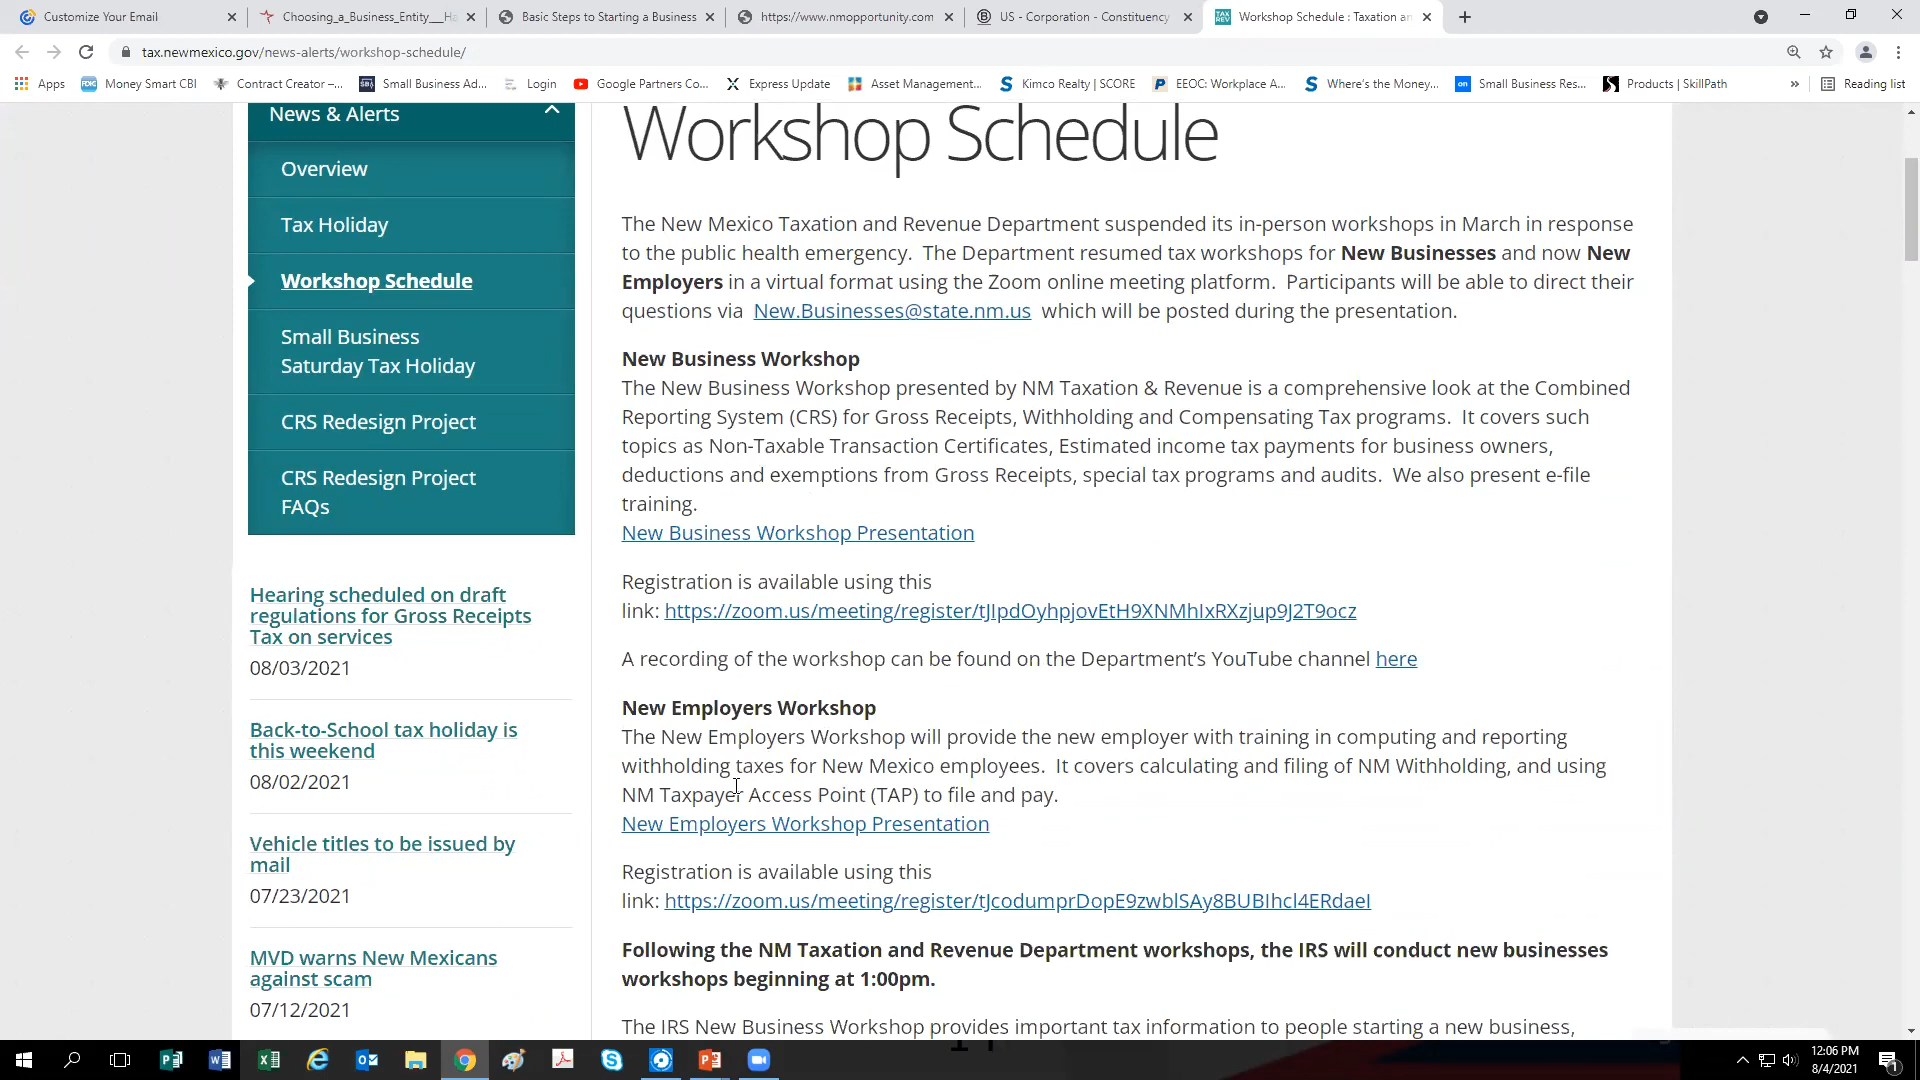 Customize Your Email
Choosing_a_Business_Entity__Ha
Basic Steps to Starting a Business
https://www.nmopportunity.com
US - Corporation - Constituency
Workshop Schedule : Taxation an
tax.newmexico.gov/news-alerts/workshop-schedule/
Apps
Money Smart CBI
Contract Creator –...
Small Business Ad...
Login
Google Partners Co...
Express Update
Asset Management...
Kimco Realty | SCORE
EEOC: Workplace A...
Where's the Money...
Small Business Res...
Products | SkillPath
»
Reading list
News & Alerts
Overview
Tax Holiday
Workshop Schedule
Small Business
Saturday Tax Holiday
CRS Redesign Project
CRS Redesign Project
FAQs
Hearing scheduled on draft
regulations for Gross Receipts
Tax on services
08/03/2021
Back-to-School tax holiday is
this weekend
08/02/2021
Vehicle titles to be issued by
mail
07/23/2021
MVD warns New Mexicans
against scam
07/12/2021
Workshop Schedule
The New Mexico Taxation and Revenue Department suspended its in-person workshops in March in response
to the public health emergency. The Department resumed tax workshops for New Businesses and now New
Employers in a virtual format using the Zoom online meeting platform. Participants will be able to direct their
questions via New.Businesses@state.nm.us which will be posted during the presentation.
New Business Workshop
The New Business Workshop presented by NM Taxation & Revenue is a comprehensive look at the Combined
Reporting System (CRS) for Gross Receipts, Withholding and Compensating Tax programs. It covers such
topics as Non-Taxable Transaction Certificates, Estimated income tax payments for business owners,
deductions and exemptions from Gross Receipts, special tax programs and audits. We also present e-file
training.
New Business Workshop Presentation
Registration is available using this
link: https://zoom.us/meeting/register/tJIpdOyhpjovEtH9XNMhIxRXzjup9J2T9ocz
A recording of the workshop can be found on the Department's YouTube channel here
New Employers Workshop
The New Employers Workshop will provide the new employer with training in computing and reporting
withholding taxes for New Mexico employees. It covers calculating and filing of NM Withholding, and using
NM Taxpayer Access Point (TAP) to file and pay.
New Employers Workshop Presentation
Registration is available using this
link: https://zoom.us/meeting/register/tJcodumprDopE9zwblSAy8BUBIhcl4ERdaeI
Following the NM Taxation and Revenue Department workshops, the IRS will conduct new businesses
workshops beginning at 1:00pm.
The IRS New Business Workshop provides important tax information to people starting a new business,
12:06 PM
8/4/2021